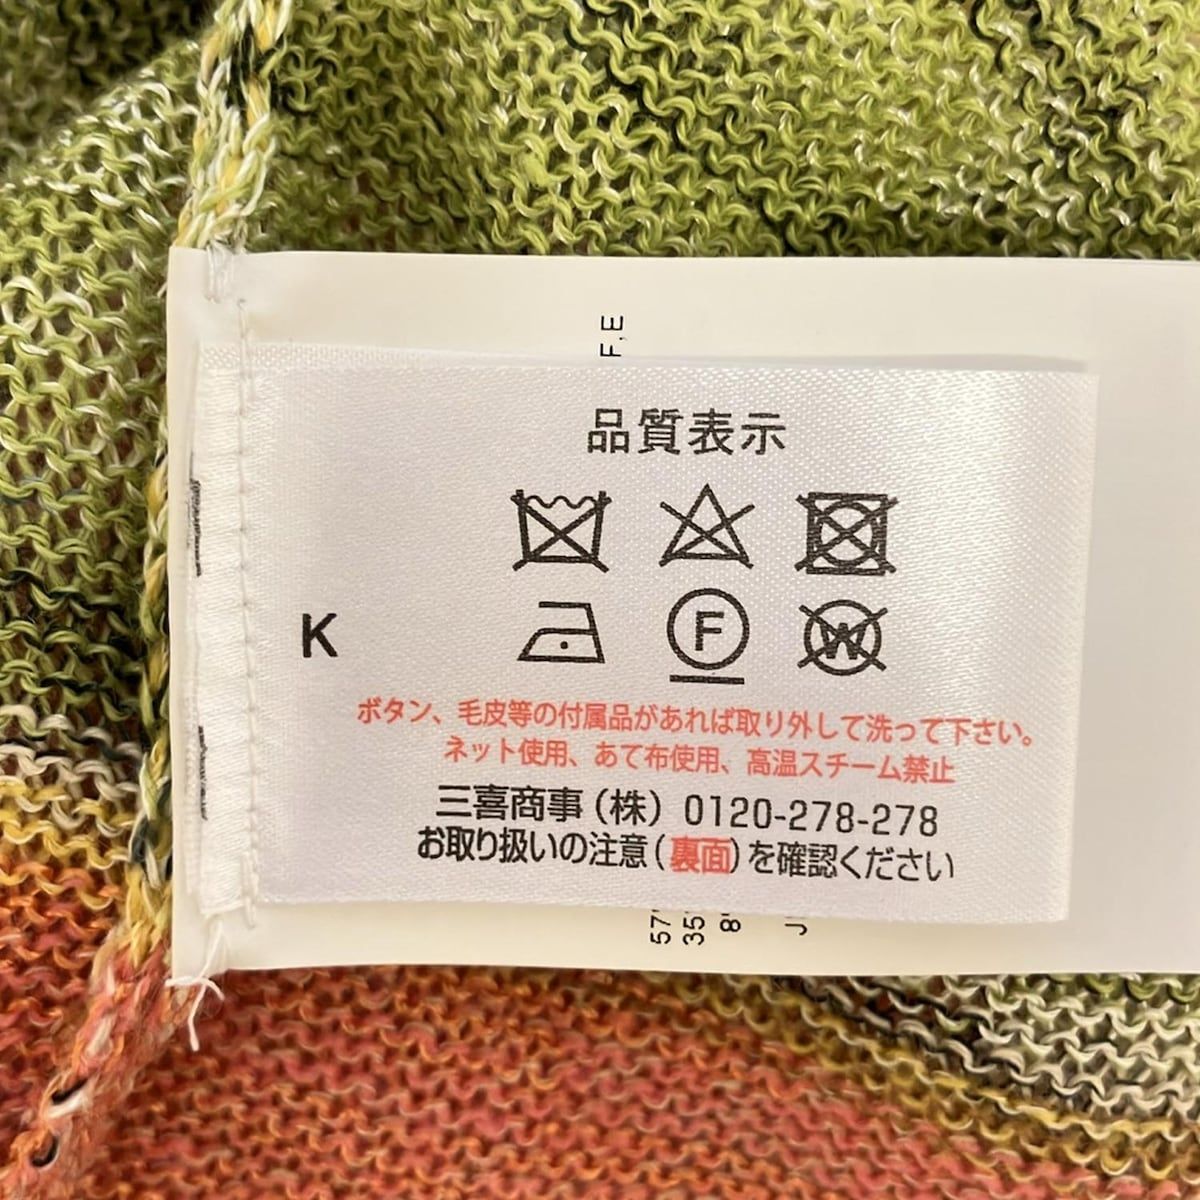 F.E
品質表示
F
W
K
ボタン、毛皮等の付属品があれば取り外して洗って下さい。
ネット使用、あて布使用、高温スチーム禁止
三喜商事(株) 0120-278-278
お取り扱いの注意(裏面)を確認ください
57
35
8
J